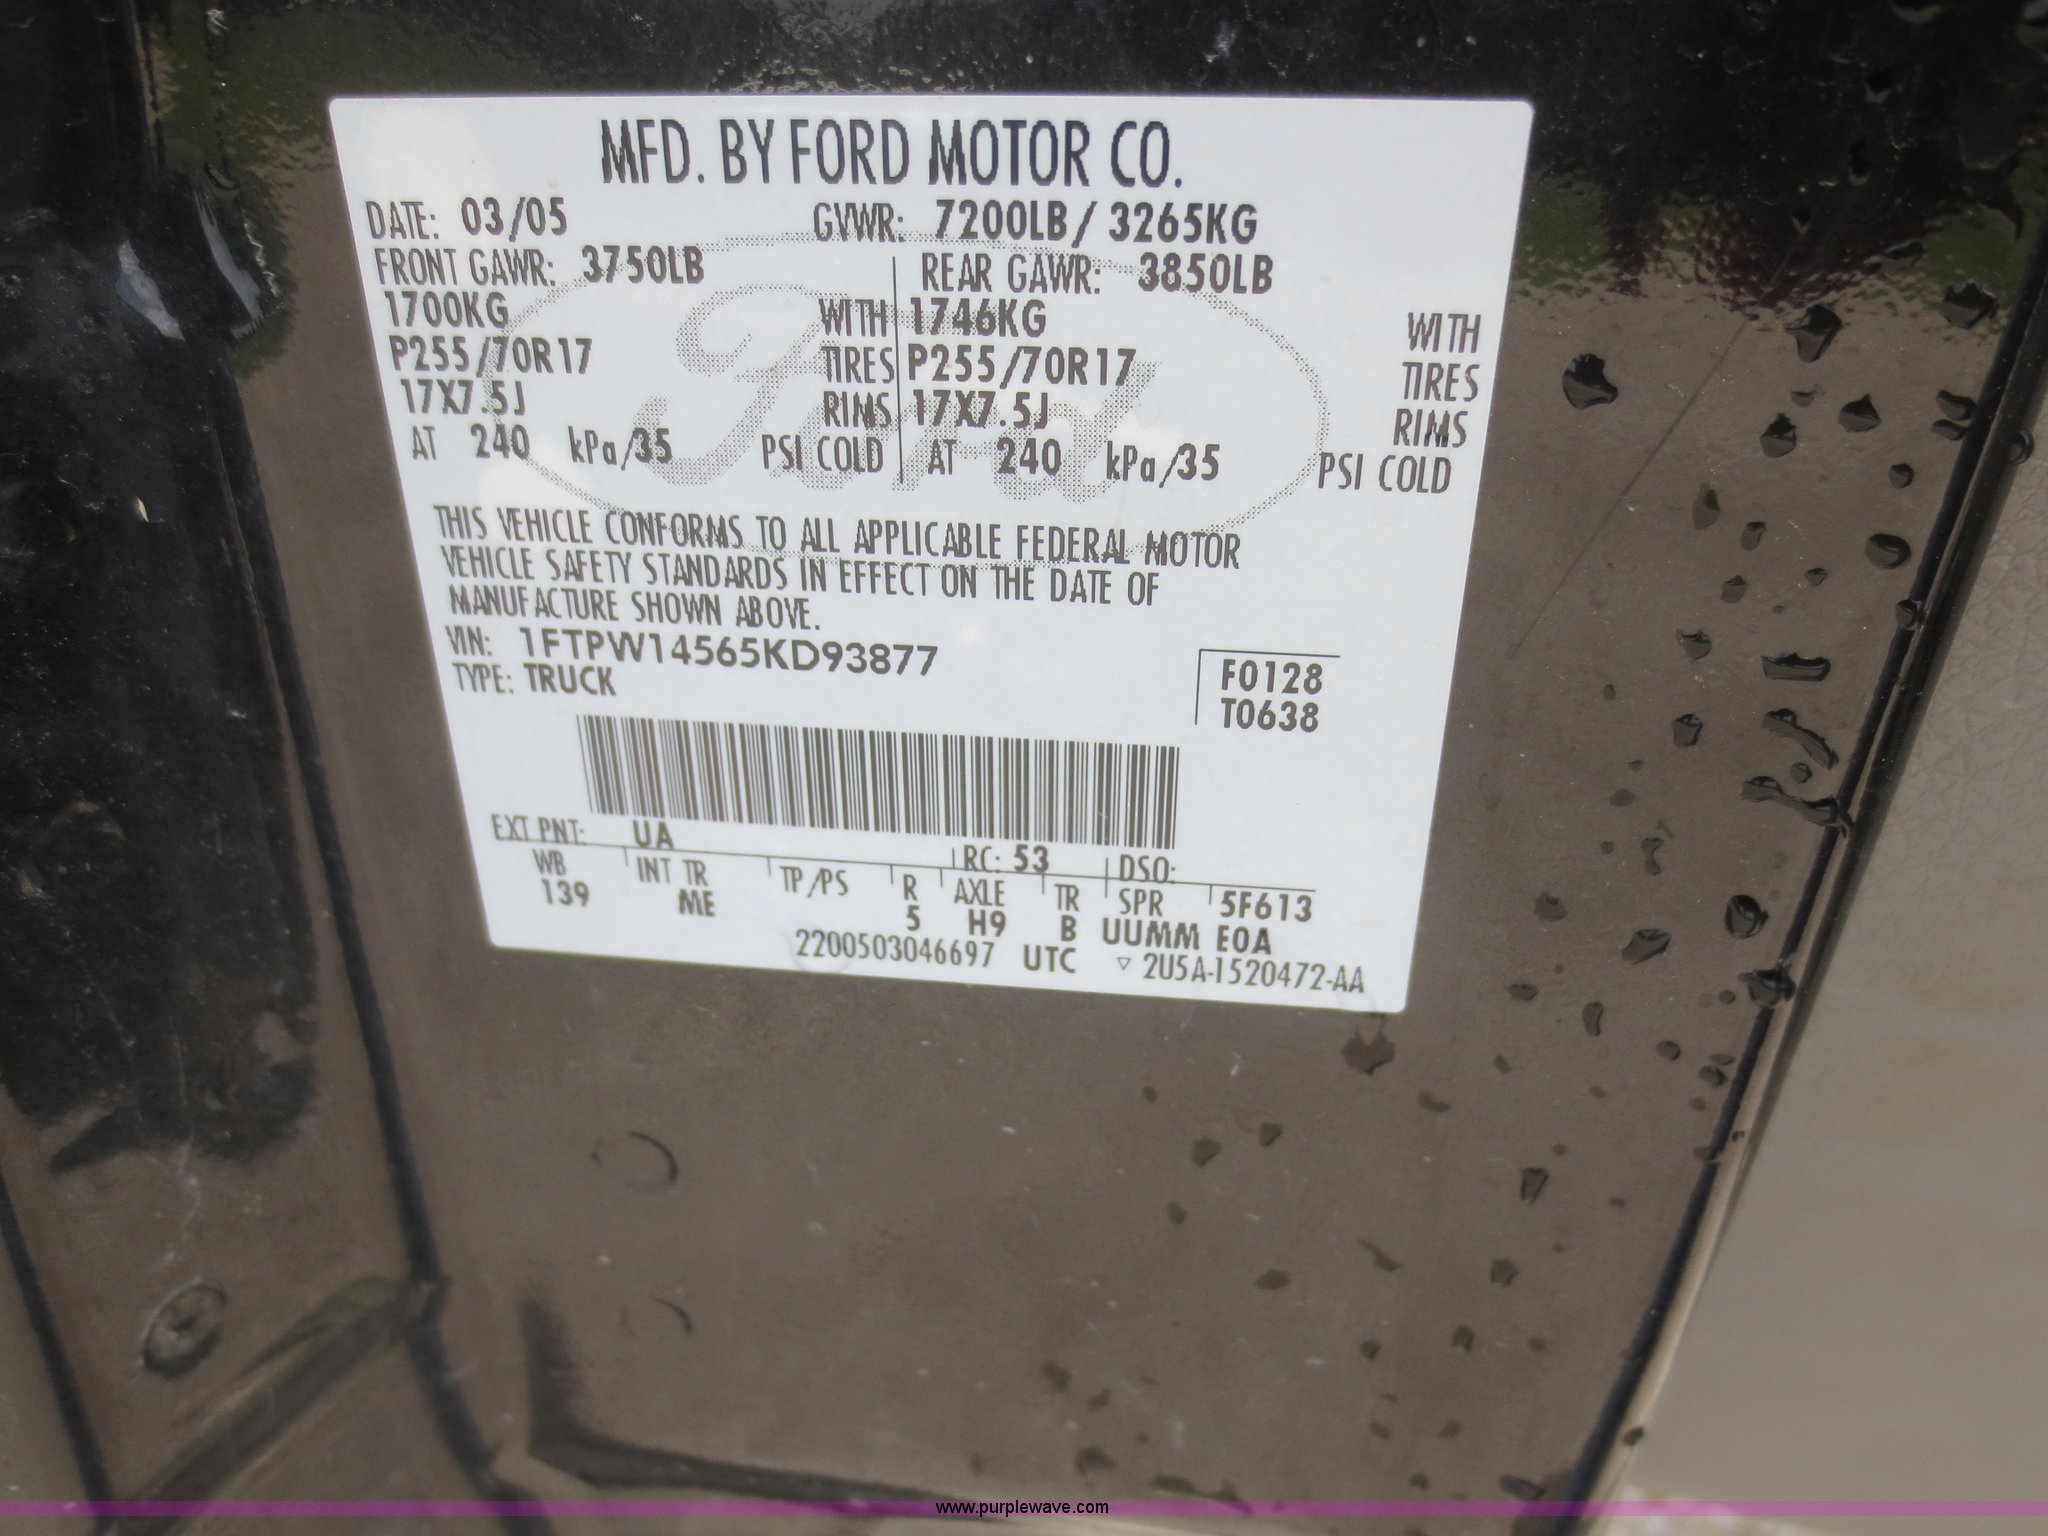 MFD. BY FORD MOTOR CO.
DATE: 03/05 GVWR: 7200LB/ 3265KG
FRONT GAWR: 3750LB REAR GAWR: 3850LB
1700KG WITH 1746KG WITH
P255/70R17 TIRES P255/70R17 TIRES
17X7.5J RIMS 17X7.5J RIMS
AT 240 kPa/35 PSI COLD AT 240 kPa/35 PSI COLD
Ford
THIS VEHICLE CONFORMS TO ALL APPLICABLE FEDERAL MOTOR
VEHICLE SAFETY STANDARDS IN EFFECT ON THE DATE OF
MANUFACTURE SHOWN ABOVE.
VIN: 1FTPW14565KD93877
TYPE: TRUCK
F0128
T0638
EXT PNT: UA RC: 53 DSO:
WB INT TR TP/PS R AXLE TR SPR 5F613
139 ME 5 H9 B UUMM E0A
2200503046697 UTC ▽ 2U5A-1520472-AA
www.purplewave.com